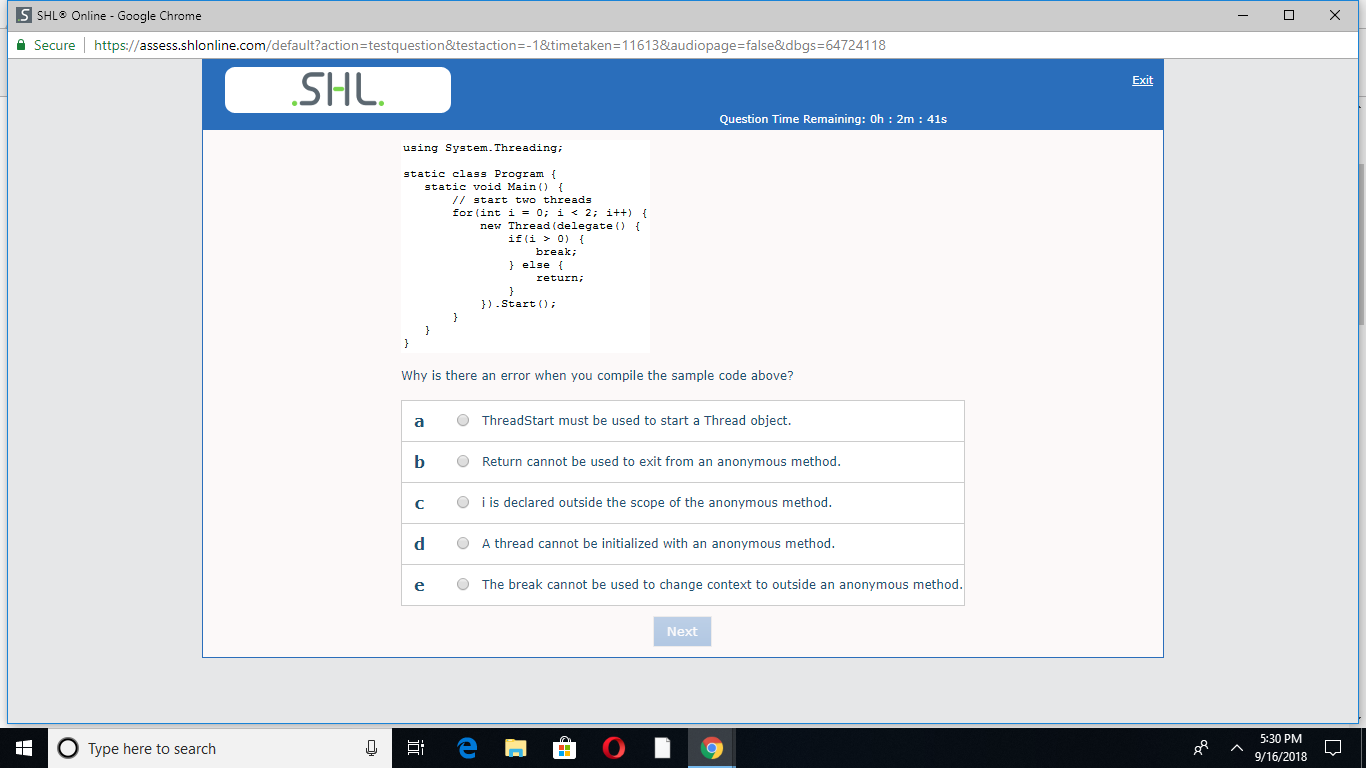 SHL® Online - Google Chrome
Secure https://assess.shlonline.com/default?action=testquestion&testaction=-1&timetaken=11613&audiopage=false&dbgs=64724118
.SHL.
Exit
Question Time Remaining: 0h : 2m : 41s
using System.Threading;
static class Program {
static void Main() {
// start two threads
for(int i = 0; i < 2; i++) {
new Thread(delegate() {
if(i > 0) {
break;
} else {
return;
}
}).Start();
}
}
}
Why is there an error when you compile the sample code above?
a ThreadStart must be used to start a Thread object.
b Return cannot be used to exit from an anonymous method.
c i is declared outside the scope of the anonymous method.
d A thread cannot be initialized with an anonymous method.
e The break cannot be used to change context to outside an anonymous method.
Next
Type here to search
5:30 PM
9/16/2018